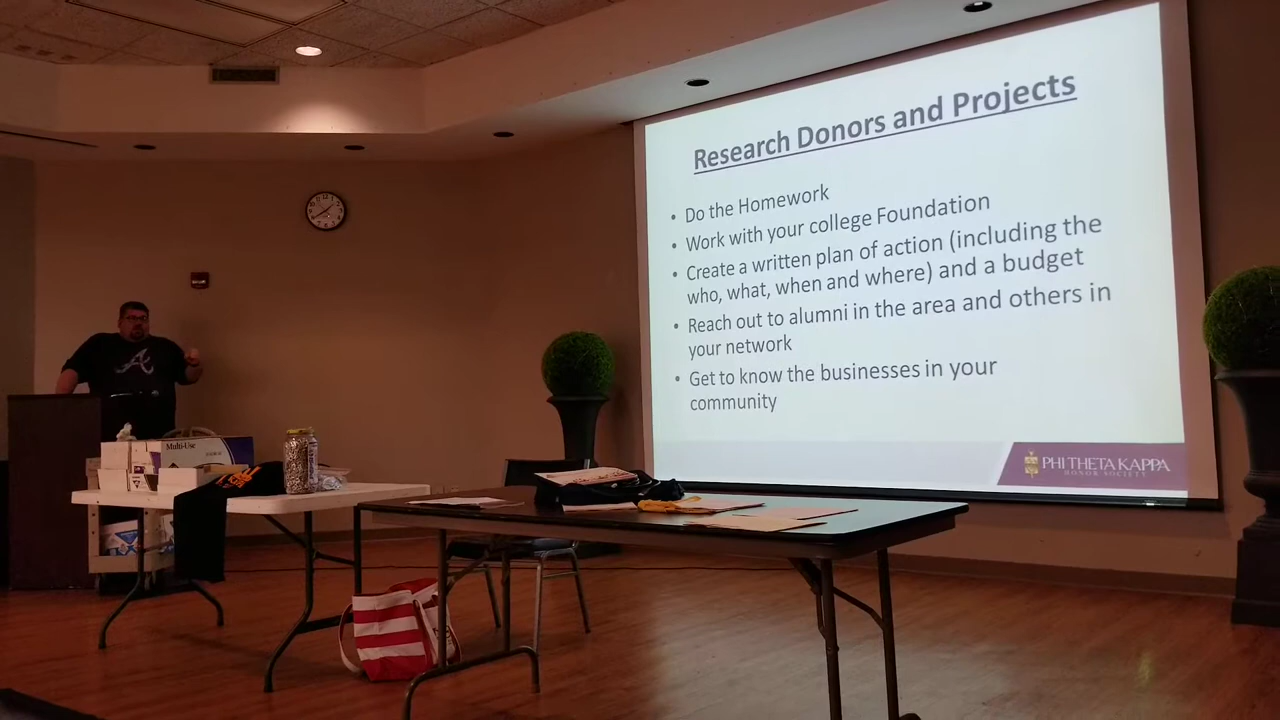 Research Donors and Projects
• Do the Homework
• Work with your college Foundation
• Create a written plan of action (including the
who, what, when and where) and a budget
• Reach out to alumni in the area and others in
your network
• Get to know the businesses in your
community
PHI THETA KAPPA
HONOR SOCIETY
A
Multi-Use